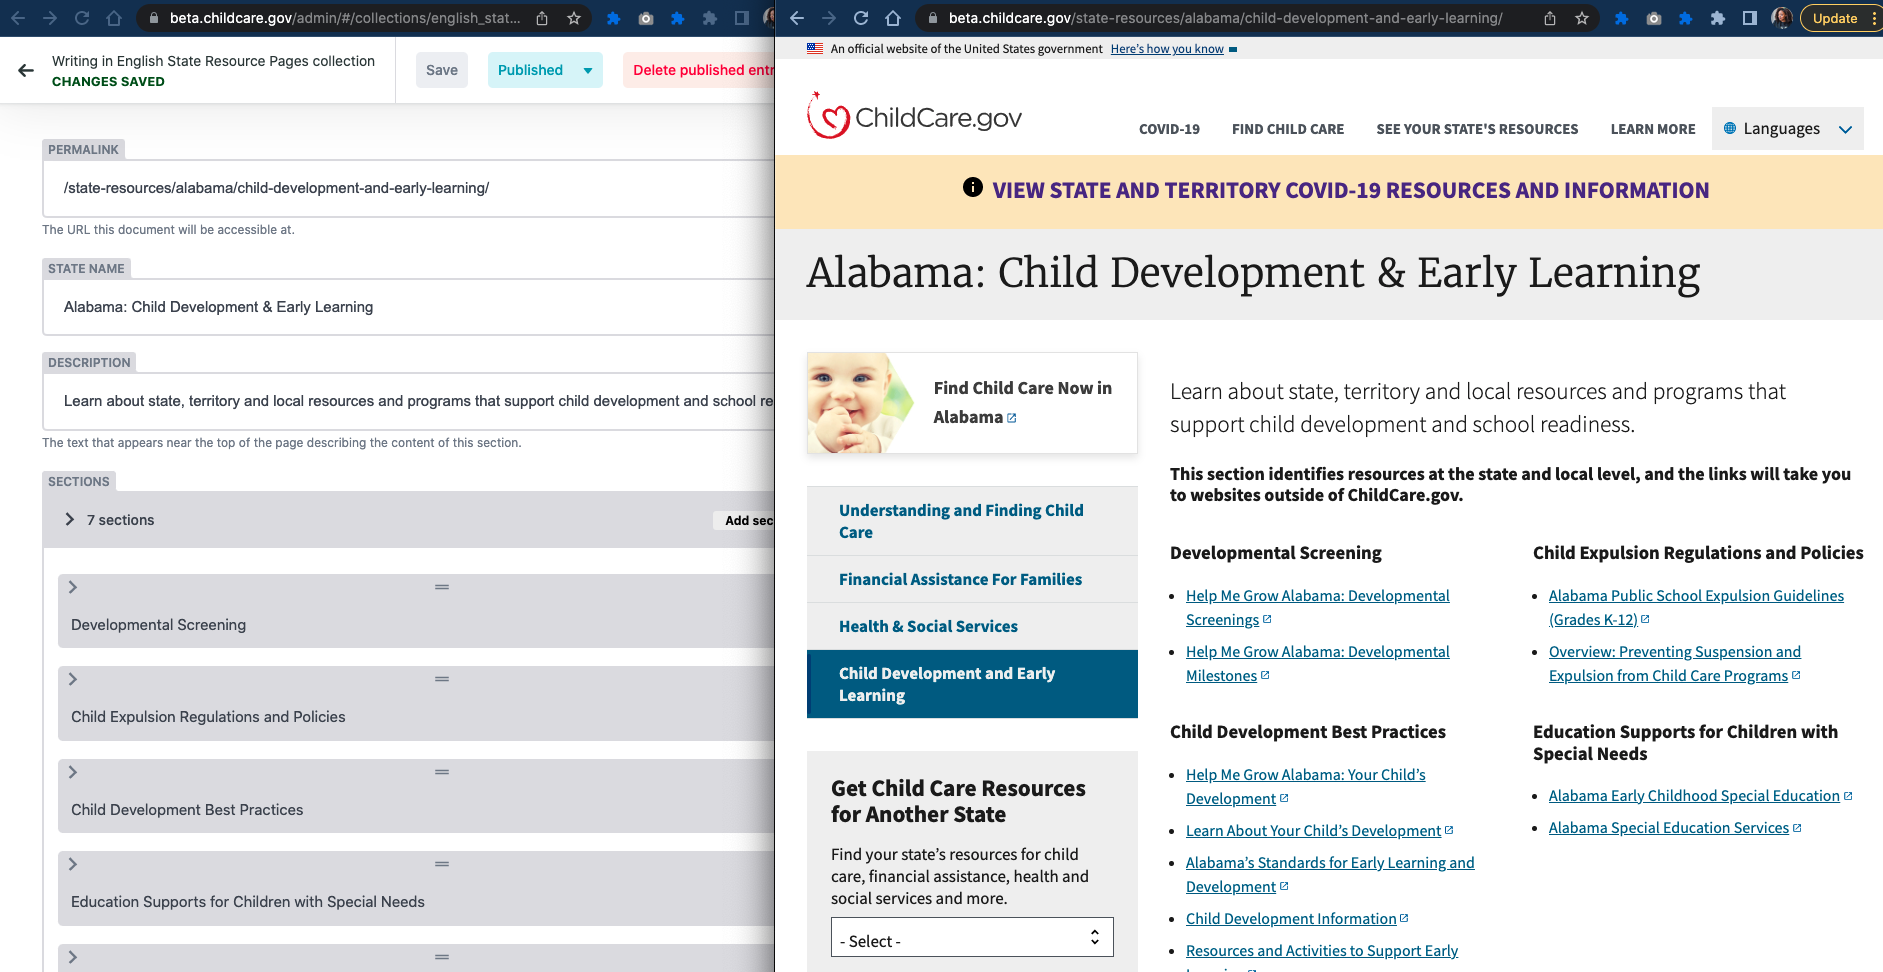 beta.childcare.gov/admin/#/collections/english_stat...
Writing in English State Resource Pages collection
CHANGES SAVED
Save
Published
Delete published entr
PERMALINK
/state-resources/alabama/child-development-and-early-learning/
The URL this document will be accessible at.
STATE NAME
Alabama: Child Development & Early Learning
DESCRIPTION
Learn about state, territory and local resources and programs that support child development and school re
The text that appears near the top of the page describing the content of this section.
SECTIONS
7 sections
Add sec
Developmental Screening
Child Expulsion Regulations and Policies
Child Development Best Practices
Education Supports for Children with Special Needs
beta.childcare.gov/state-resources/alabama/child-development-and-early-learning/
Update
An official website of the United States government Here's how you know
ChildCare.gov
COVID-19
FIND CHILD CARE
SEE YOUR STATE'S RESOURCES
LEARN MORE
Languages
VIEW STATE AND TERRITORY COVID-19 RESOURCES AND INFORMATION
Alabama: Child Development & Early Learning
Find Child Care Now in
Alabama
Understanding and Finding Child
Care
Financial Assistance For Families
Health & Social Services
Child Development and Early
Learning
Get Child Care Resources
for Another State
Find your state's resources for child
care, financial assistance, health and
social services and more.
- Select -
Learn about state, territory and local resources and programs that
support child development and school readiness.
This section identifies resources at the state and local level, and the links will take you
to websites outside of ChildCare.gov.
Developmental Screening
Help Me Grow Alabama: Developmental
Screenings
Help Me Grow Alabama: Developmental
Milestones
Child Expulsion Regulations and Policies
Alabama Public School Expulsion Guidelines
(Grades K-12)
Overview: Preventing Suspension and
Expulsion from Child Care Programs
Child Development Best Practices
Help Me Grow Alabama: Your Child's
Development
Learn About Your Child's Development
Alabama's Standards for Early Learning and
Development
Child Development Information
Resources and Activities to Support Early
Education Supports for Children with
Special Needs
Alabama Early Childhood Special Education
Alabama Special Education Services